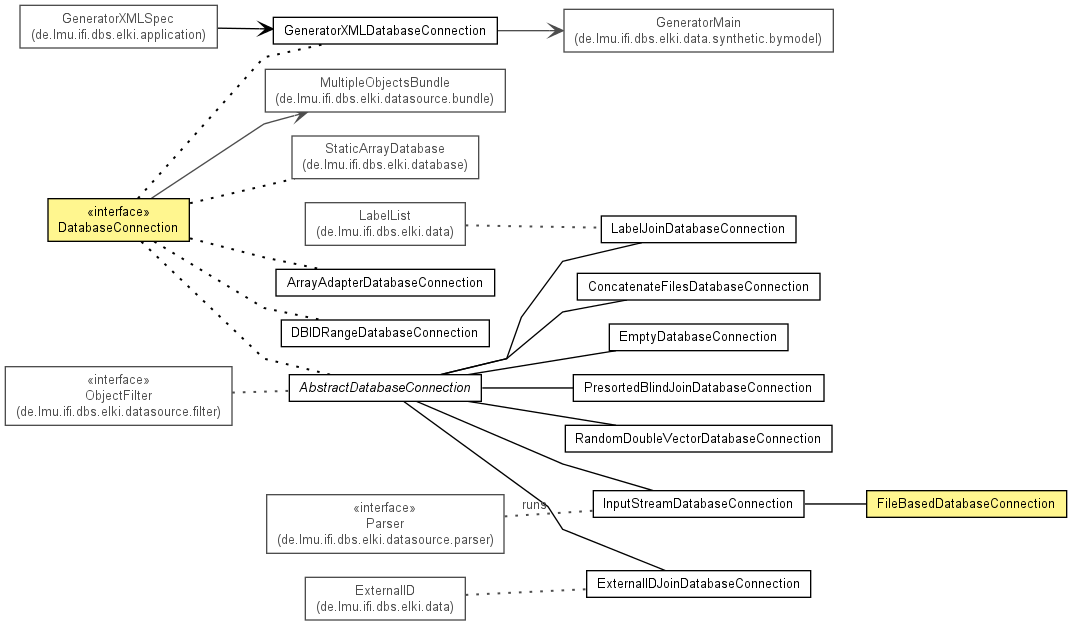 GeneratorXMLSpec
(de.lmu.ifi.dbs.elki.application)
GeneratorXMLDatabaseConnection
GeneratorMain
(de.lmu.ifi.dbs.elki.data.synthetic.bymodel)
MultipleObjectsBundle
(de.lmu.ifi.dbs.elki.datasource.bundle)
StaticArrayDatabase
(de.lmu.ifi.dbs.elki.database)
«interface»
DatabaseConnection
LabelList
(de.lmu.ifi.dbs.elki.data)
LabelJoinDatabaseConnection
ArrayAdapterDatabaseConnection
ConcatenateFilesDatabaseConnection
DBIDRangeDatabaseConnection
EmptyDatabaseConnection
«interface»
ObjectFilter
(de.lmu.ifi.dbs.elki.datasource.filter)
AbstractDatabaseConnection
PresortedBlindJoinDatabaseConnection
RandomDoubleVectorDatabaseConnection
«interface»
Parser
(de.lmu.ifi.dbs.elki.datasource.parser)
runs
InputStreamDatabaseConnection
FileBasedDatabaseConnection
ExternalID
(de.lmu.ifi.dbs.elki.data)
ExternalIDJoinDatabaseConnection